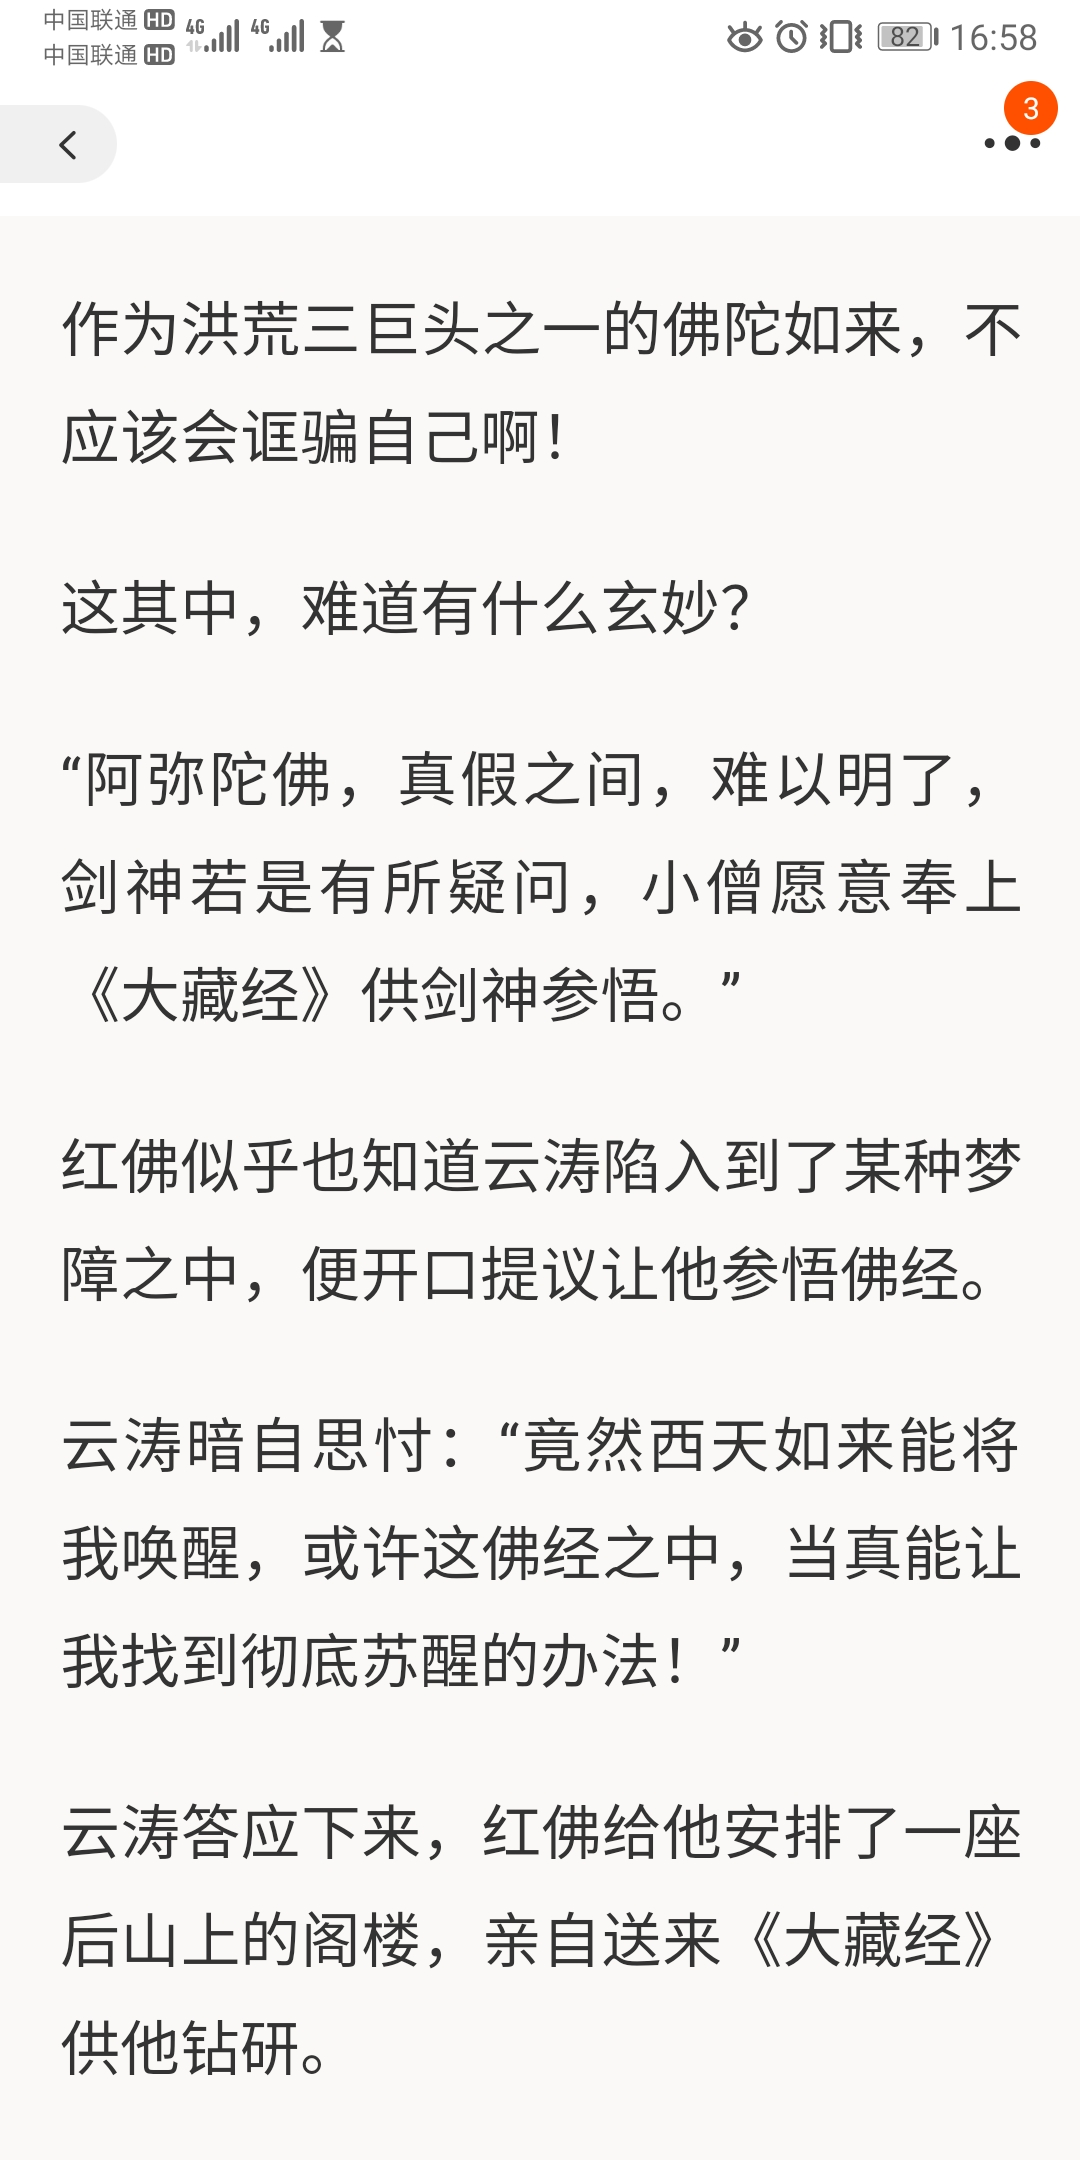 中国联通 HD 4G 4G 82 16:58
中国联通 HD
3
作为洪荒三巨头之一的佛陀如来，不
应该会诓骗自己啊！
这其中，难道有什么玄妙？
“阿弥陀佛，真假之间，难以明了，
剑神若是有所疑问，小僧愿意奉上
《大藏经》供剑神参悟。”
红佛似乎也知道云涛陷入到了某种梦
障之中，便开口提议让他参悟佛经。
云涛暗自思忖：“竟然西天如来能将
我唤醒，或许这佛经之中，当真能让
我找到彻底苏醒的办法！”
云涛答应下来，红佛给他安排了一座
后山上的阁楼，亲自送来《大藏经》
供他钻研。